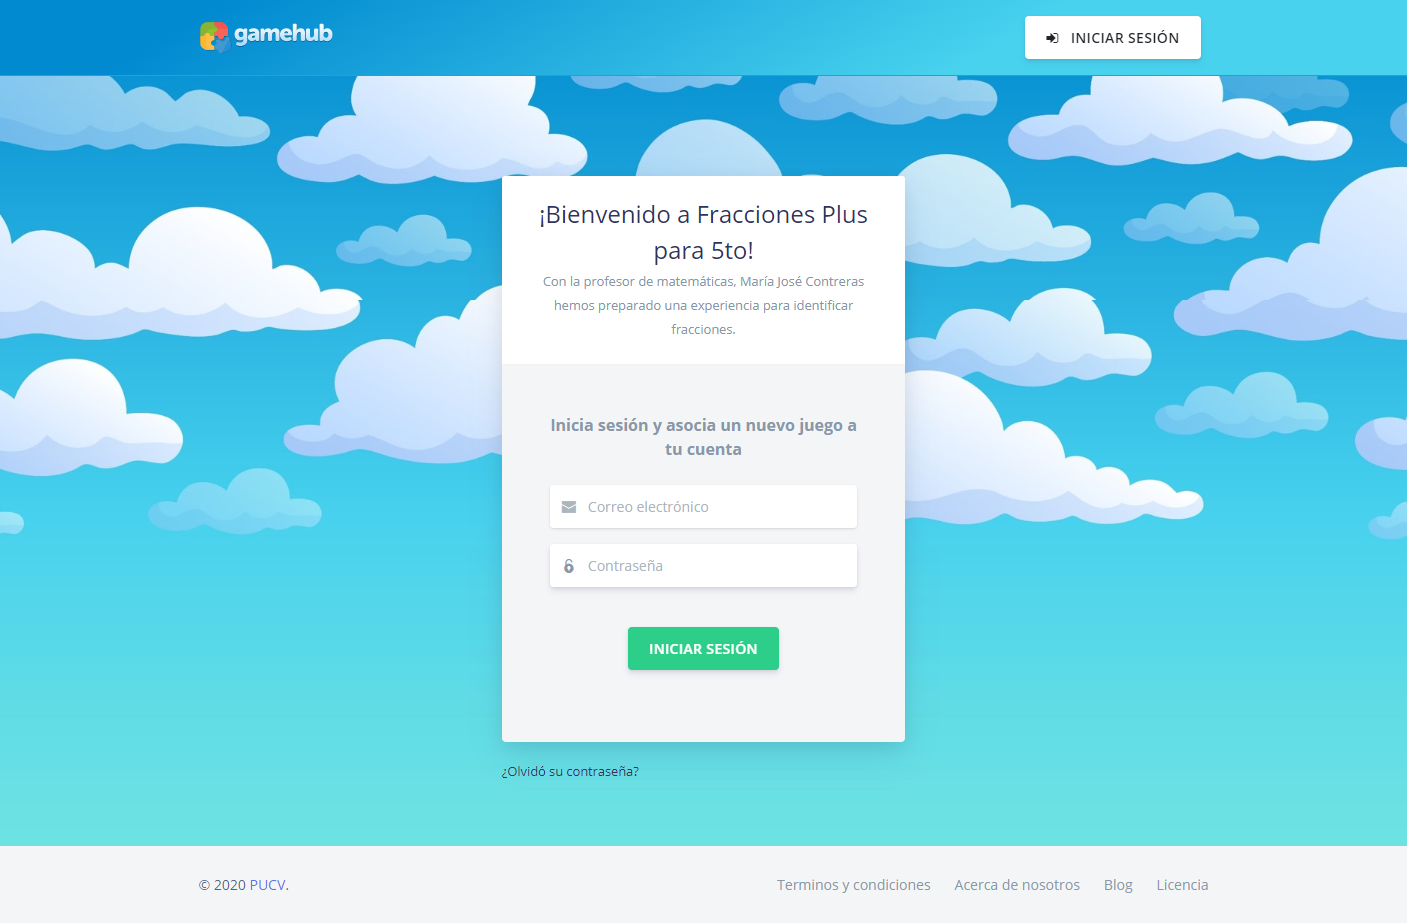 gamehub
INICIAR SESIÓN
¡Bienvenido a Fracciones Plus
para 5to!
Con la profesor de matemáticas, María José Contreras
hemos preparado una experiencia para identificar
fracciones.
Inicia sesión y asocia un nuevo juego a
tu cuenta
Correo electrónico
Contraseña
INICIAR SESIÓN
¿Olvidó su contraseña?
© 2020 PUCV.
Terminos y condiciones
Acerca de nosotros
Blog
Licencia